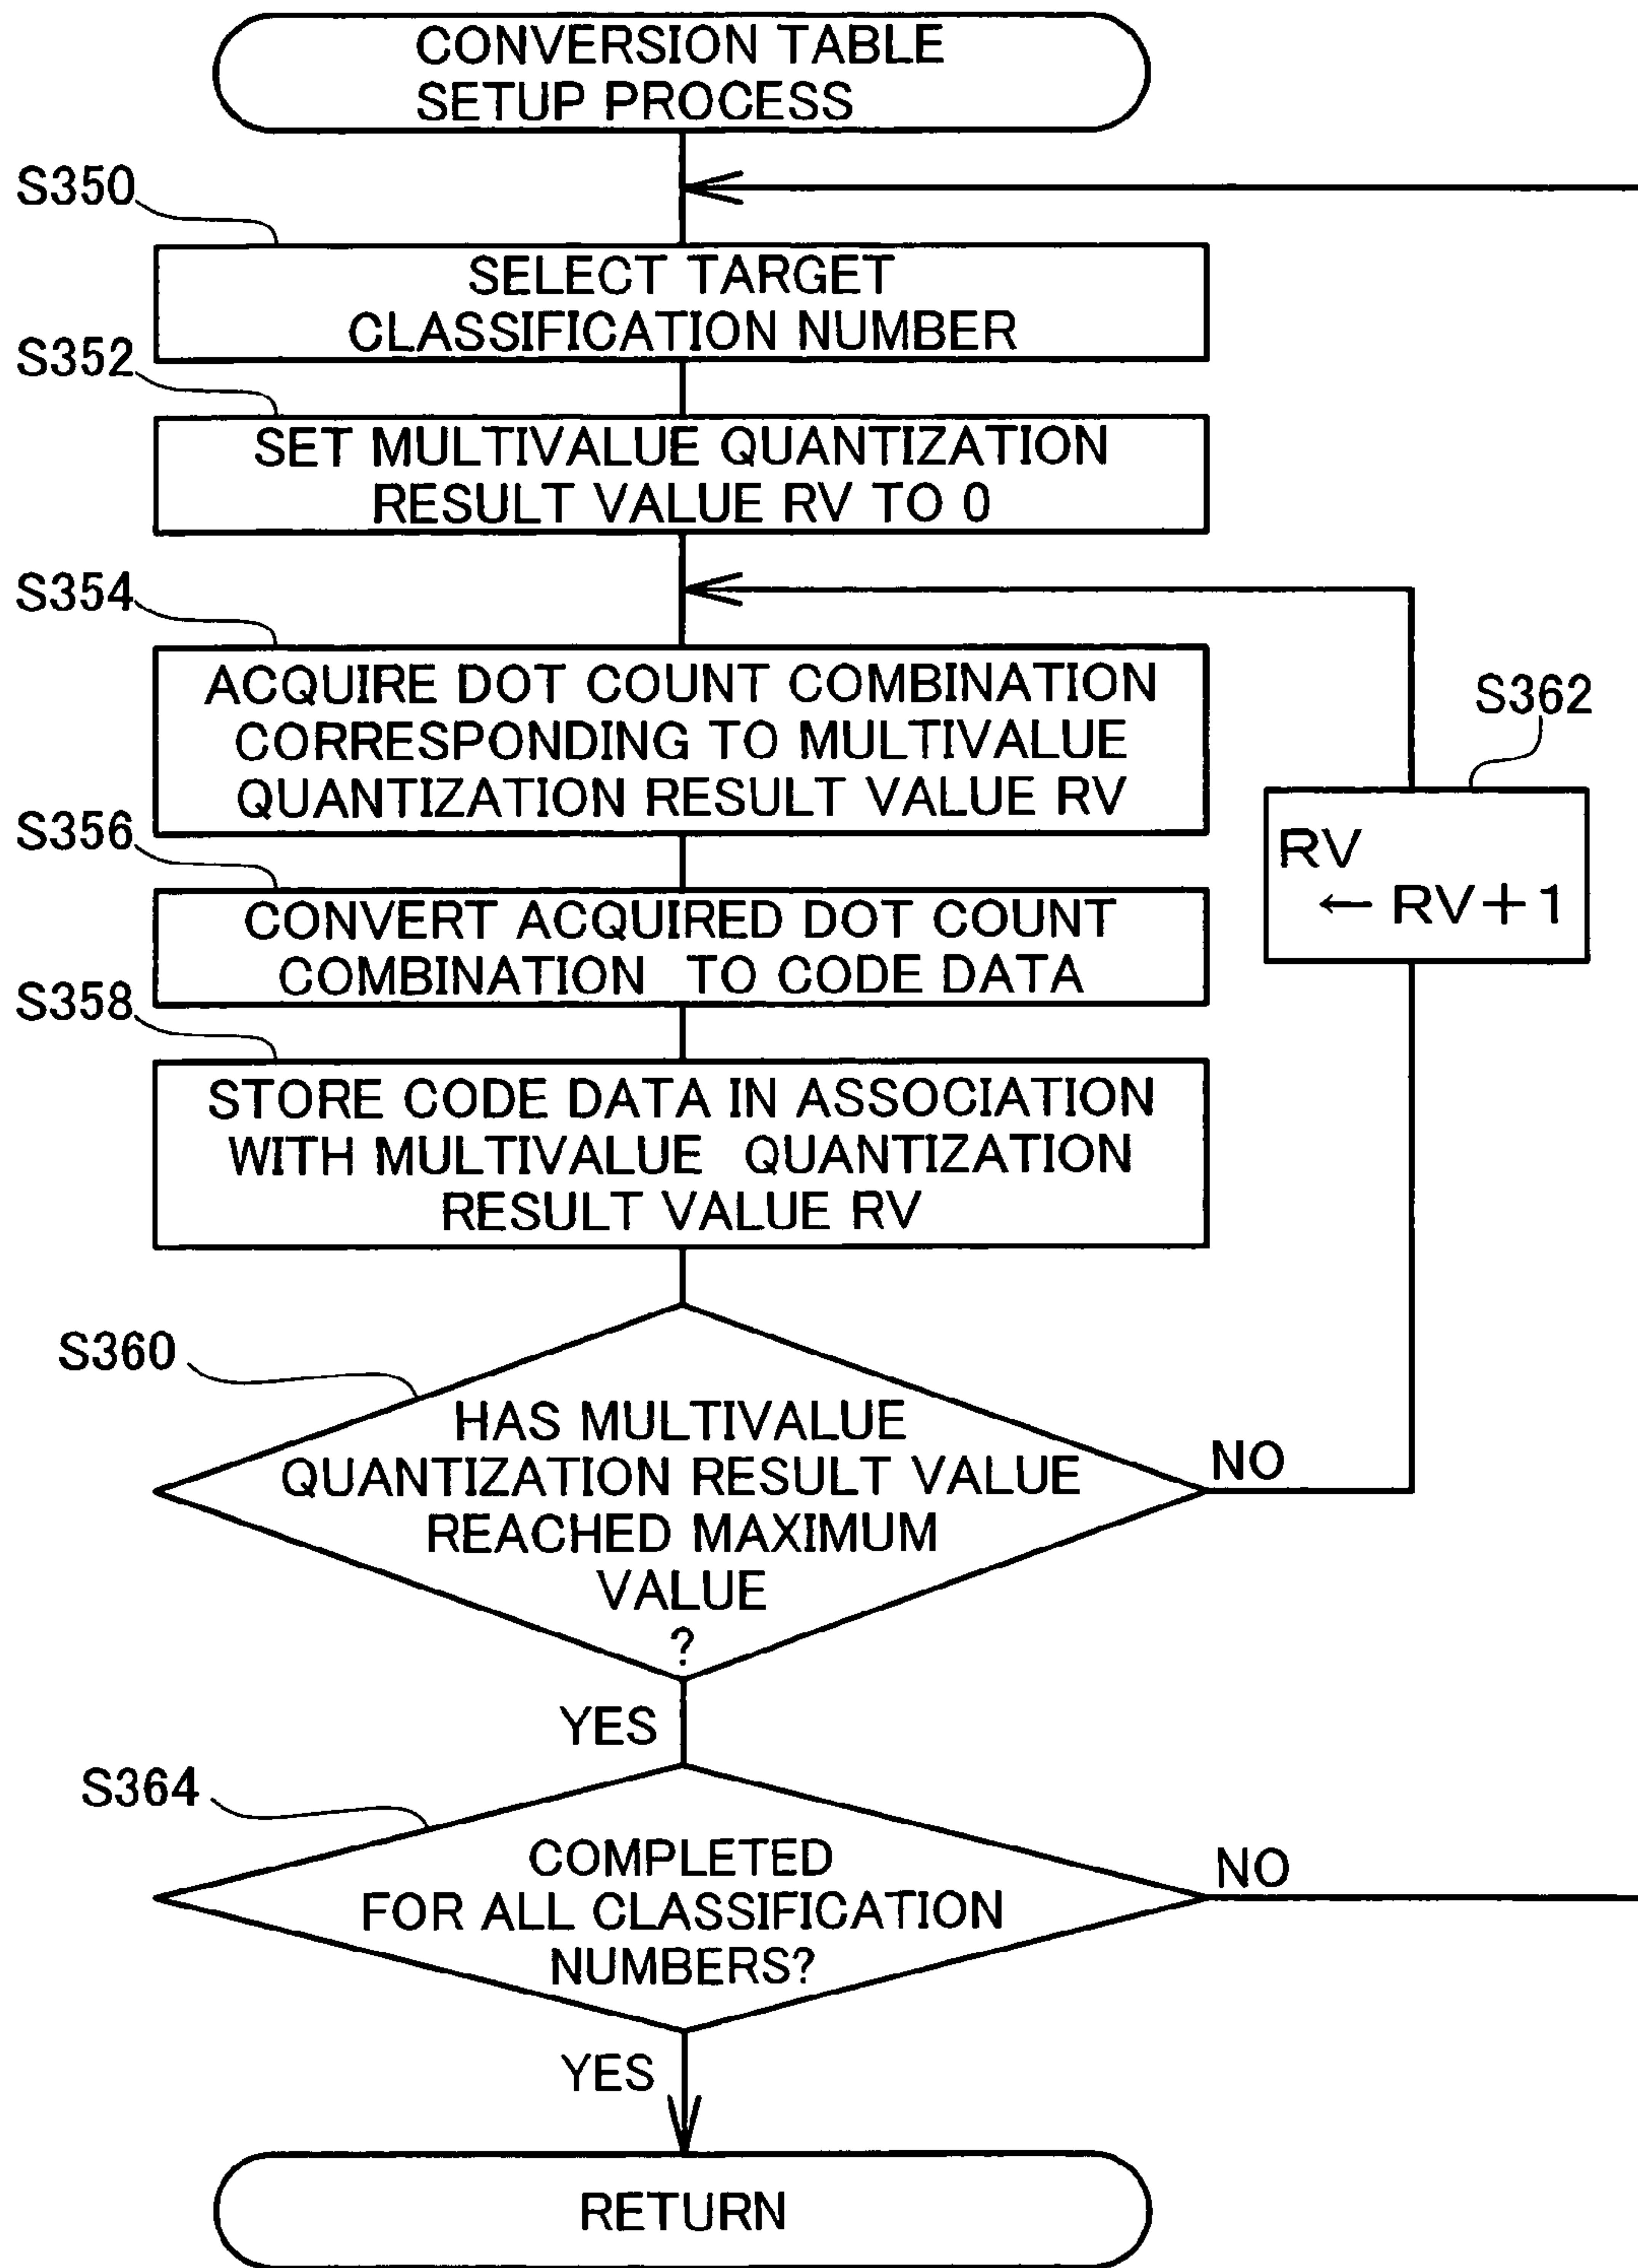 CONVERSION TABLE
SETUP PROCESS
S350
SELECT TARGET
CLASSIFICATION NUMBER
S352
SET MULTIVALUE QUANTIZATION
RESULT VALUE RV TO 0
S354
ACQUIRE DOT COUNT COMBINATION
CORRESPONDING TO MULTIVALUE
QUANTIZATION RESULT VALUE RV
S362
RV
← RV+1
S356
CONVERT ACQUIRED DOT COUNT
COMBINATION TO CODE DATA
S358
STORE CODE DATA IN ASSOCIATION
WITH MULTIVALUE QUANTIZATION
RESULT VALUE RV
S360
HAS MULTIVALUE
QUANTIZATION RESULT VALUE
REACHED MAXIMUM
VALUE
?
NO
YES
S364
COMPLETED
FOR ALL CLASSIFICATION
NUMBERS?
NO
YES
RETURN